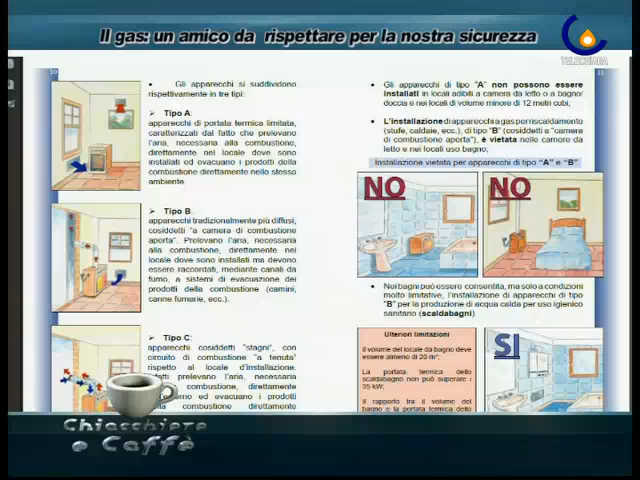 Il gas: un amico da rispettare per la nostra sicurezza
TELECHIARA
• Gli apparecchi si suddividono
rispettivamente in tre tipi:
➢ Tipo A:
apparecchi di portata termica limitata,
caratterizzati dal fatto che prelevano
l'aria, necessaria alla combustione,
direttamente nel locale dove sono
installati ed evacuano i prodotti della
combustione direttamente nello stesso
ambiente
➢ Tipo B.
apparecchi tradizionalmente più diffusi,
cosiddetti "a camera di combustione
aperta". Prelevano l'aria, necessaria
alla combustione, direttamente nel
locale dove sono installati ma devono
essere raccordati, mediante canali da
fumo, a sistemi di evacuazione dei
prodotti della combustione (camini,
canne fumarie, ecc.).
➢ Tipo C:
apparecchi cosiddetti "stagni", con
circuito di combustione "a tenuta"
rispetto al locale d'installazione.
prelevano l'aria, necessaria
combustione, direttamente
ed evacuano i prodotti
combustione direttamente
11
• Gli apparecchi di tipo "A" non possono essere
installati in locali adibiti a camera da letto o a bagno/
doccia e nei locali di volume minore di 12 metri cubi,
• L'installazione di apparecchi a gas per riscaldamento
(stufe, caldaie, ecc.), di tipo "B" (cosiddetti a "camera
di combustione aperta"), è vietata nelle camere da
letto e nei locali uso bagno,
Installazione vietata per apparecchi di tipo "A" e "B"
NO
NO
• Nei bagni può essere consentita, ma solo a condizioni
molto limitative, l'installazione di apparecchi di tipo
"B" per la produzione di acqua calda per uso igienico
sanitario (scaldabagni)
Ulteriori limitazioni
Il volume del locale da bagno deve
essere almeno di 20 m³.
La portata termica dello
scaldabagno non può superare i
35 kW;
Il rapporto tra il volume del
bagno e la portata termica dello
SI
Chiacchiere
e Caffè